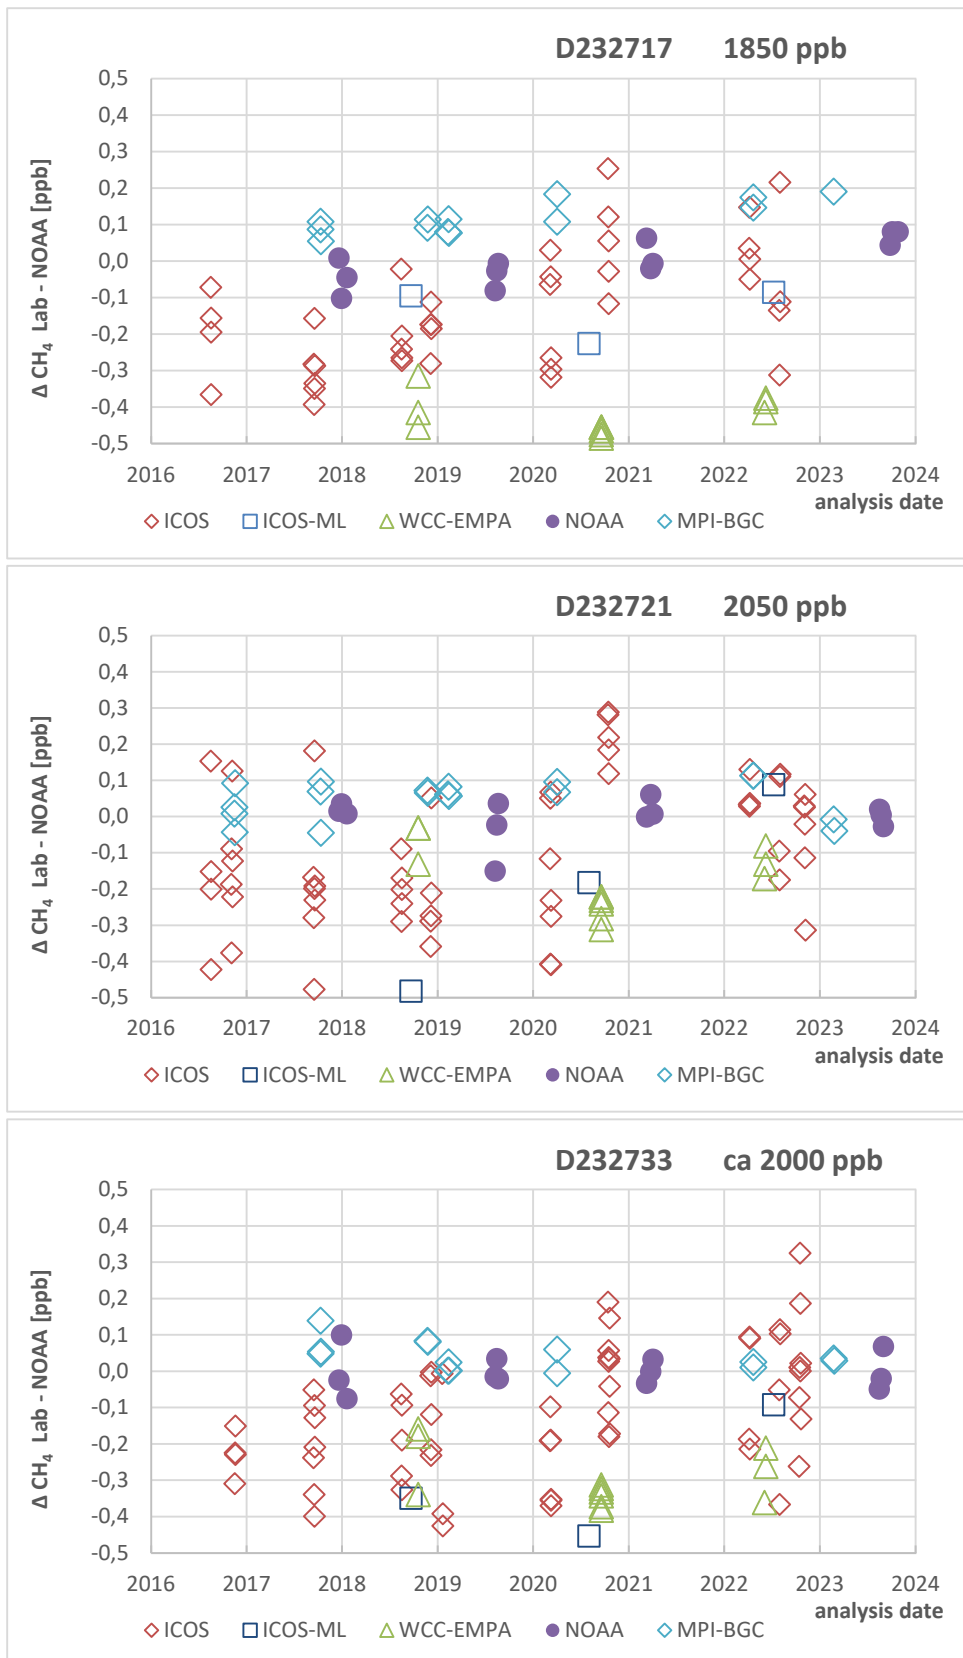 D232717 1850 ppb
Δ CH₄ Lab - NOAA [ppb]
0,5
0,4
0,3
0,2
0,1
0,0
-0,1
-0,2
-0,3
-0,4
-0,5
2016 2017 2018 2019 2020 2021 2022 2023 2024
analysis date
ICOS ICOS-ML WCC-EMPA NOAA MPI-BGC
D232721 2050 ppb
Δ CH₄ Lab - NOAA [ppb]
0,5
0,4
0,3
0,2
0,1
0,0
-0,1
-0,2
-0,3
-0,4
-0,5
2016 2017 2018 2019 2020 2021 2022 2023 2024
analysis date
ICOS ICOS-ML WCC-EMPA NOAA MPI-BGC
D232733 ca 2000 ppb
Δ CH₄ Lab - NOAA [ppb]
0,5
0,4
0,3
0,2
0,1
0,0
-0,1
-0,2
-0,3
-0,4
-0,5
2016 2017 2018 2019 2020 2021 2022 2023 2024
analysis date
ICOS ICOS-ML WCC-EMPA NOAA MPI-BGC